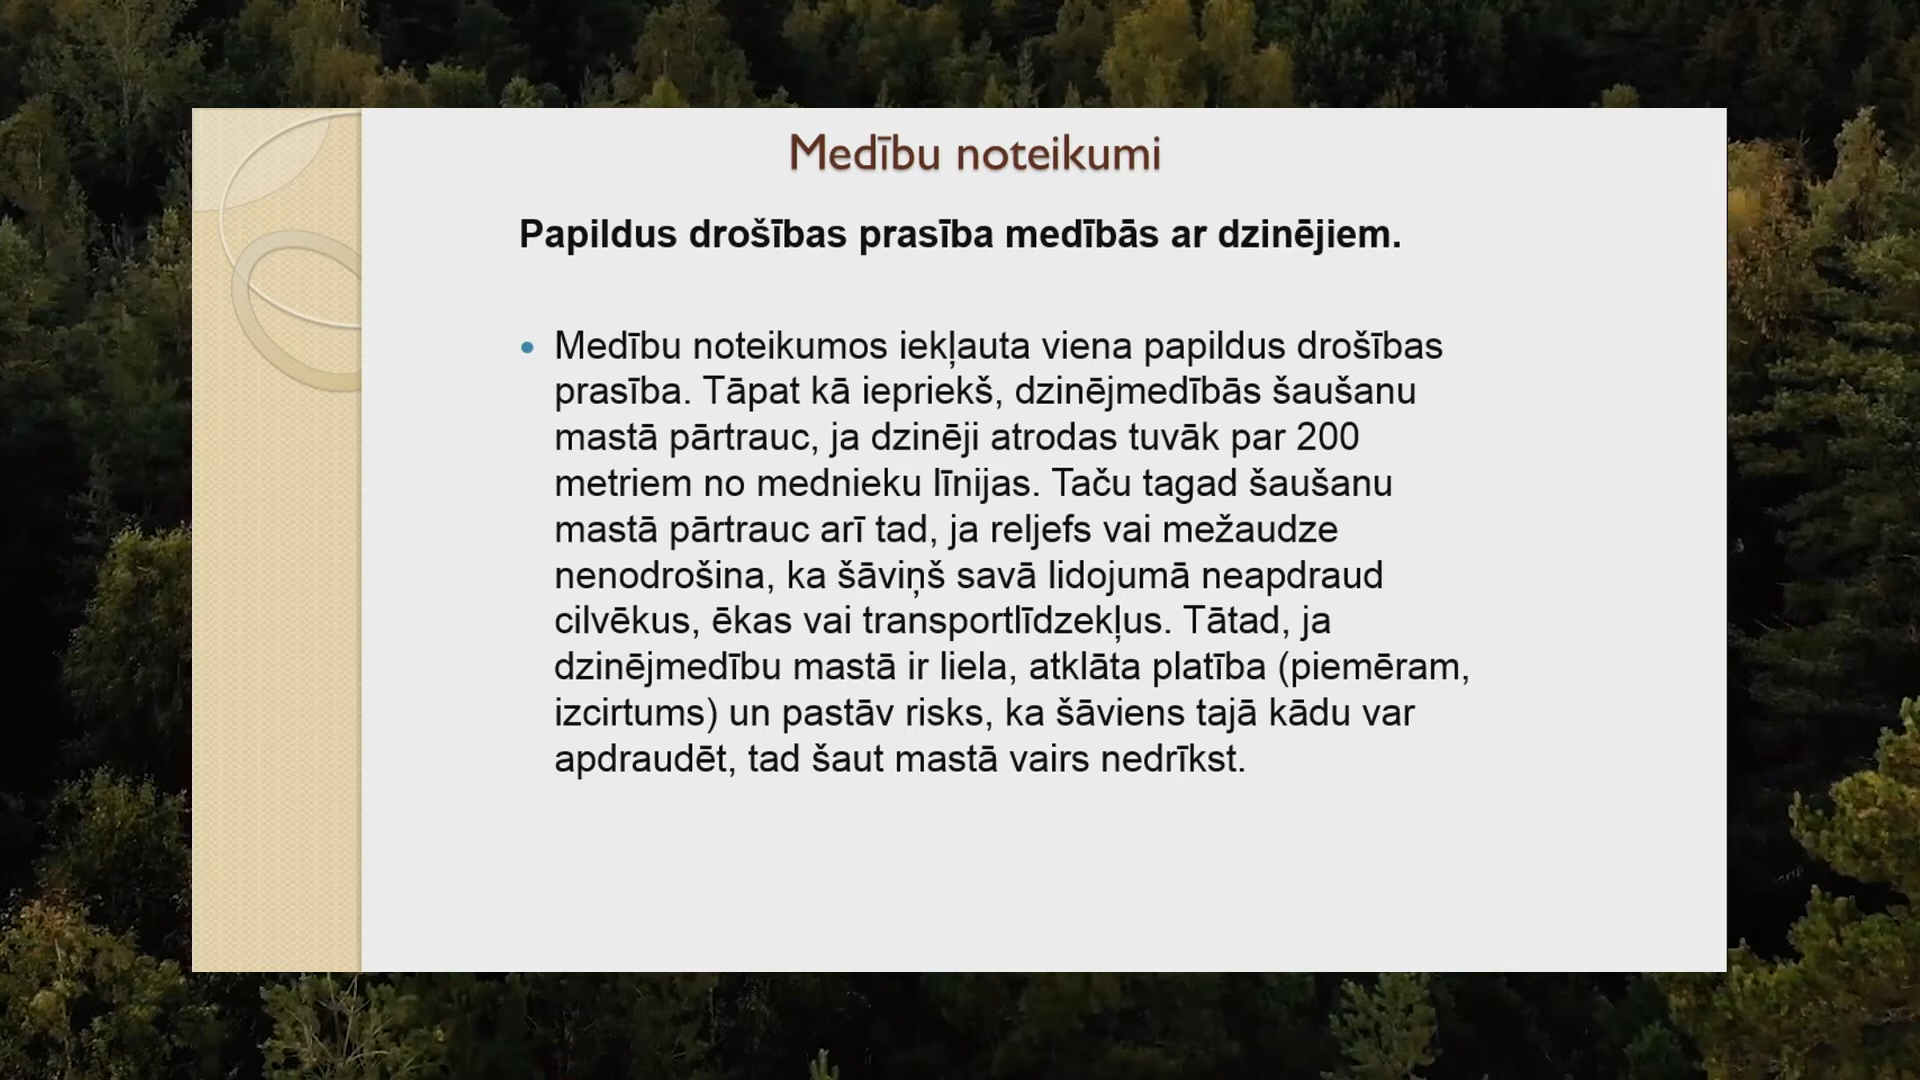 Medību noteikumi
Papildus drošības prasība medībās ar dzinējiem.
• Medību noteikumos iekļauta viena papildus drošības
prasība. Tāpat kā iepriekš, dzinējmedībās šaušanu
mastā pārtrauc, ja dzinēji atrodas tuvāk par 200
metriem no mednieku līnijas. Taču tagad šaušanu
mastā pārtrauc arī tad, ja reljefs vai mežaudze
nenodrošina, ka šāviņš savā lidojumā neapdraud
cilvēkus, ēkas vai transportlīdzekļus. Tātad, ja
dzinējmedību mastā ir liela, atklāta platība (piemēram,
izcirtums) un pastāv risks, ka šāviens tajā kādu var
apdraudēt, tad šaut mastā vairs nedrīkst.